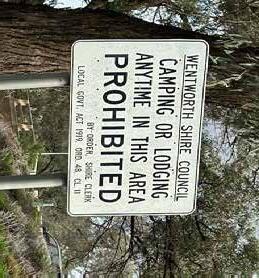 WENTWORTH SHIRE COUNCIL
CAMPING OR LODGING
ANYTIME IN THIS AREA
PROHIBITED
BY ORDER, SHIRE CLERK
LOCAL GOVT. ACT 1919. ORD. 48. CL 11